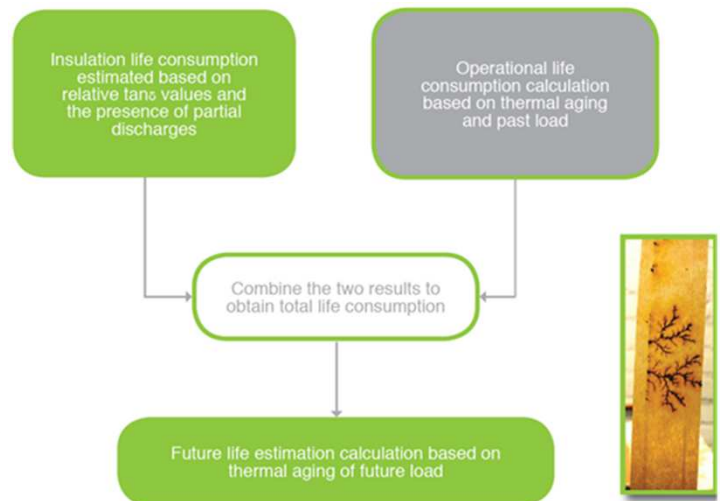 Insulation life consumption
estimated based on
relative tanδ values and
the presence of partial
discharges
Operational life
consumption calculation
based on thermal aging
and past load
Combine the two results to
obtain total life consumption
Future life estimation calculation based on
thermal aging of future load